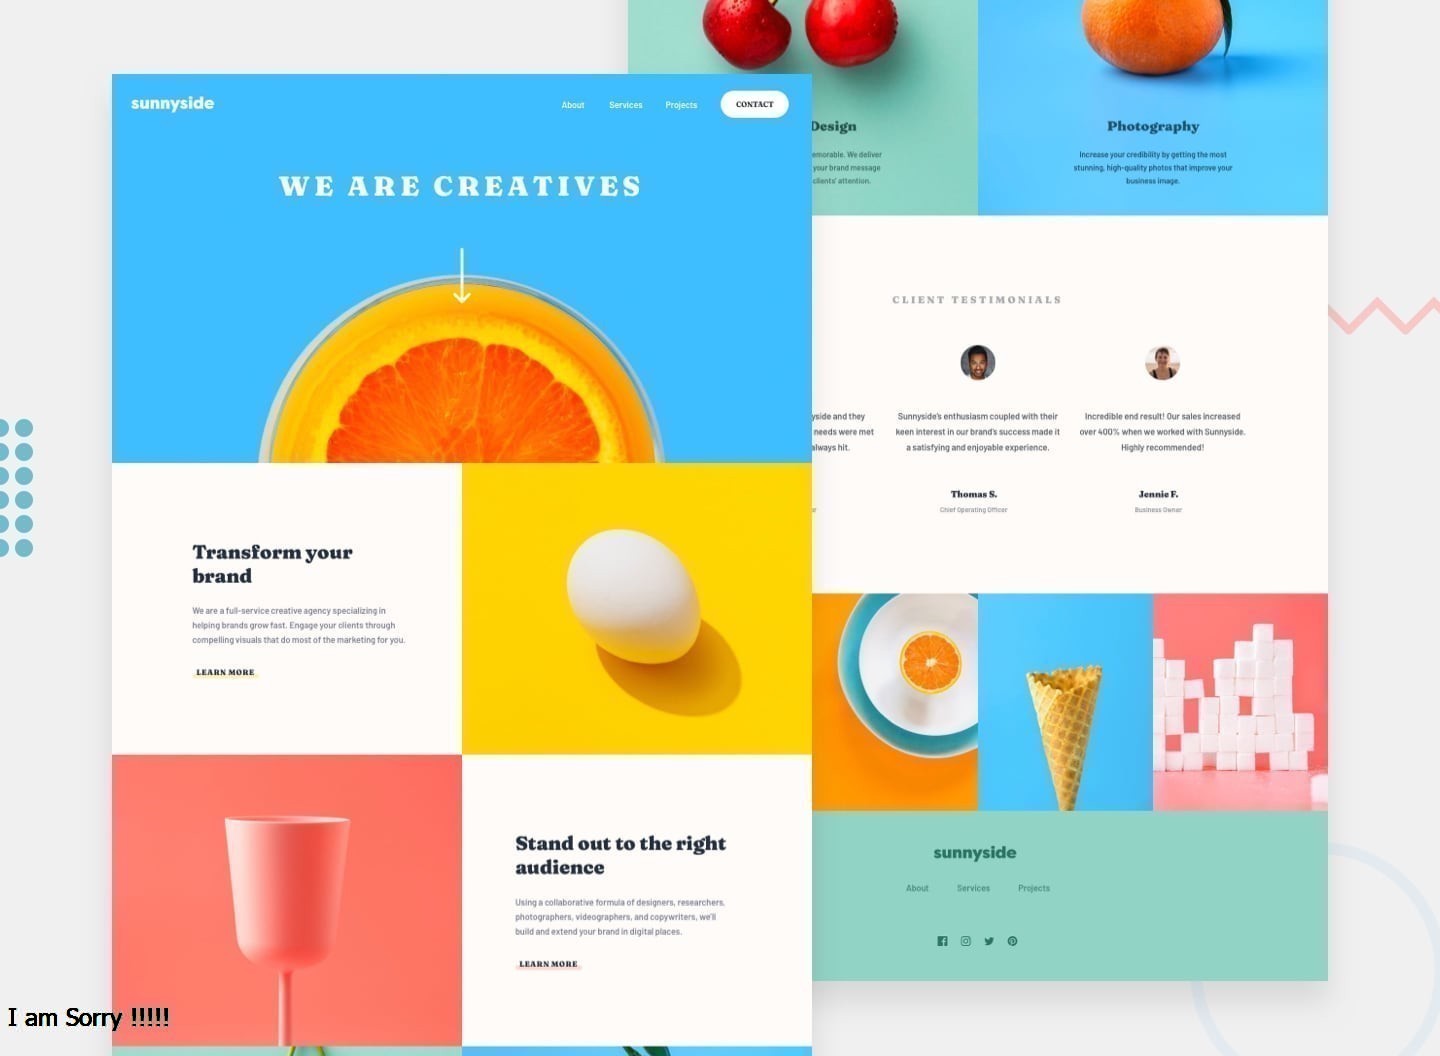 sunnyside
About Services Projects CONTACT
WE ARE CREATIVES
Transform your
brand
We are a full-service creative agency specializing in
helping brands grow fast. Engage your clients through
compelling visuals that do most of the marketing for you.
LEARN MORE
Stand out to the right
audience
Using a collaborative formula of designers, researchers,
photographers, videographers, and copywriters, we'll
build and extend your brand in digital places.
LEARN MORE
Design
emorable. We deliver
your brand message
clients' attention.
Photography
Increase your credibility by getting the most
stunning, high-quality photos that improve your
business image.
CLIENT TESTIMONIALS
yside and they
needs were met
always hit.
Sunnyside's enthusiasm coupled with their
keen interest in our brand's success made it
a satisfying and enjoyable experience.
Thomas S.
Chief Operating Officer
Incredible end result! Our sales increased
over 400% when we worked with Sunnyside.
Highly recommended!
Jennie F.
Business Owner
sunnyside
About Services Projects
I am Sorry !!!!!